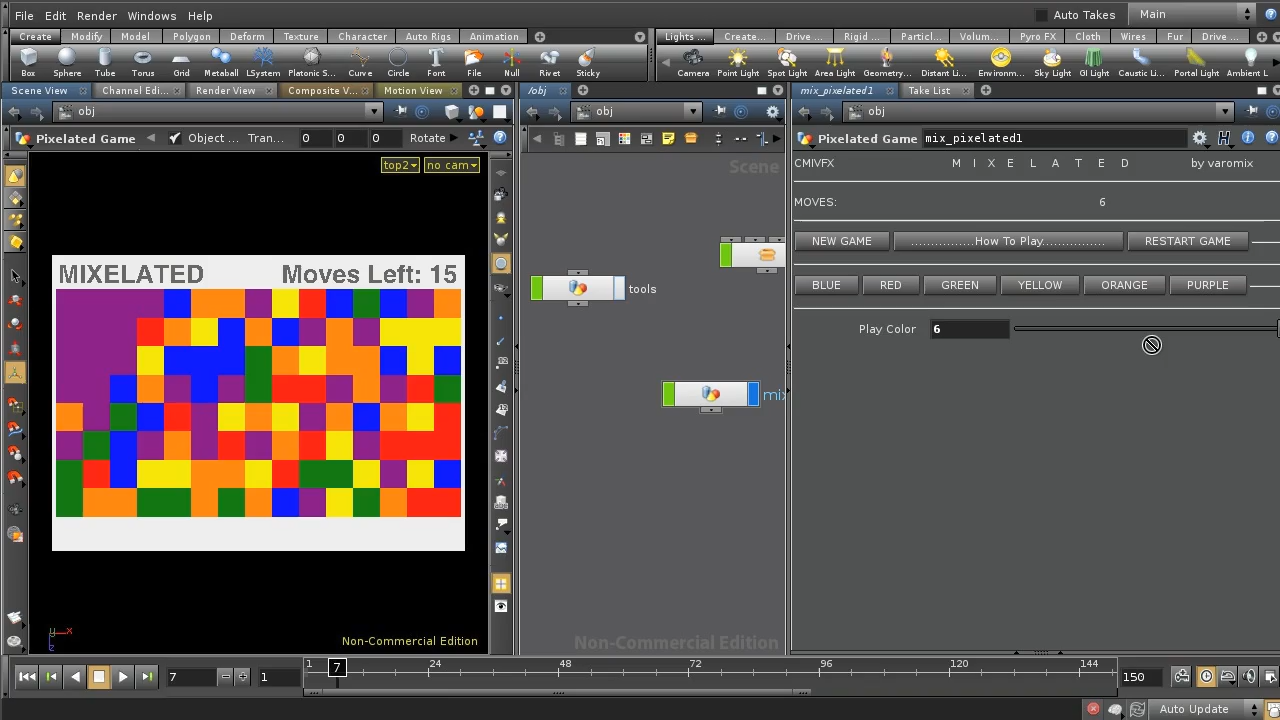 File Edit Render Windows Help Auto Takes Main
Create Modify Model Polygon Deform Texture Character Auto Rigs Animation Lights ... Create... Drive ... Rigid ... Particl... Volum... Pyro FX Cloth Wires Fur Drive ...
Box Sphere Tube Torus Grid Metaball LSystem Platonic S... Curve Circle Font File Null Rivet Sticky Camera Point Light Spot Light Area Light Geometry... Distant Li... Environm... Sky Light GI Light Caustic Li... Portal Light Ambient L
Scene View Channel Edi... Render View Composite V... Motion View /obj mix_pixelated1 Take List
obj obj obj
Pixelated Game Object ... Tran... 0 0 0 Rotate Pixelated Game mix_pixelated1
top2 no cam Scene CMIVFX M I X E L A T E D by varomix
MOVES: 6
NEW GAME ................How To Play................ RESTART GAME
MIXELATED Moves Left: 15
tools
BLUE RED GREEN YELLOW ORANGE PURPLE
Play Color 6
mix
Non-Commercial Edition Non-Commercial Edition
7 1 1 7 24 48 72 96 120 144 150
Auto Update